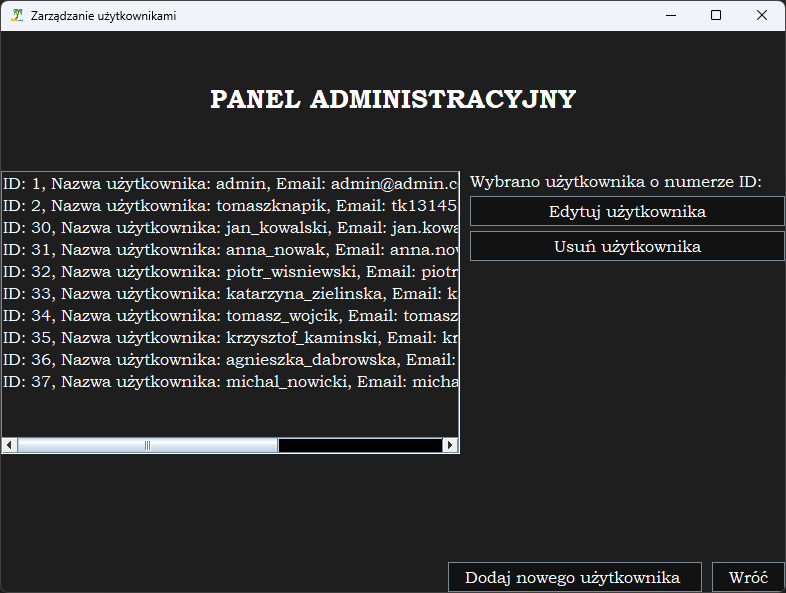 Zarządzanie użytkownikami
PANEL ADMINISTRACYJNY
ID: 1, Nazwa użytkownika: admin, Email: admin@admin.c
ID: 2, Nazwa użytkownika: tomaszknapik, Email: tk13145
ID: 30, Nazwa użytkownika: jan_kowalski, Email: jan.kowa
ID: 31, Nazwa użytkownika: anna_nowak, Email: anna.nov
ID: 32, Nazwa użytkownika: piotr_wisniewski, Email: piotr
ID: 33, Nazwa użytkownika: katarzyna_zielinska, Email: k
ID: 34, Nazwa użytkownika: tomasz_wojcik, Email: tomasz
ID: 35, Nazwa użytkownika: krzysztof_kaminski, Email: kr
ID: 36, Nazwa użytkownika: agnieszka_dabrowska, Email:
ID: 37, Nazwa użytkownika: michal_nowicki, Email: micha
Wybrano użytkownika o numerze ID:
Edytuj użytkownika
Usuń użytkownika
Dodaj nowego użytkownika
Wróć